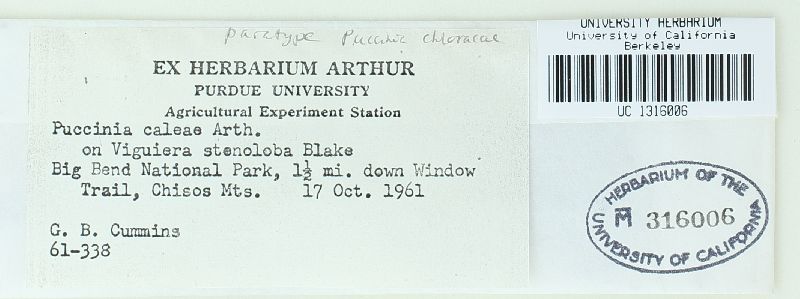 paratype Puccinia
EX HERBARIUM ARTHUR
PURDUE UNIVERSITY
Agricultural Experiment Station
Puccinia caleae Arth.
on Viguiera stenoloba Blake
Big Bend National Park, 1½ mi. down Window
Trail, Chisos Mts. 17 Oct. 1961
G. B. Cummins
61-338
UNIVERSITY HERBARIUM
University of California
Berkeley
UC 1316006
HERBARIUM OF THE
M 316006
UNIVERSITY OF CALIFORNIA